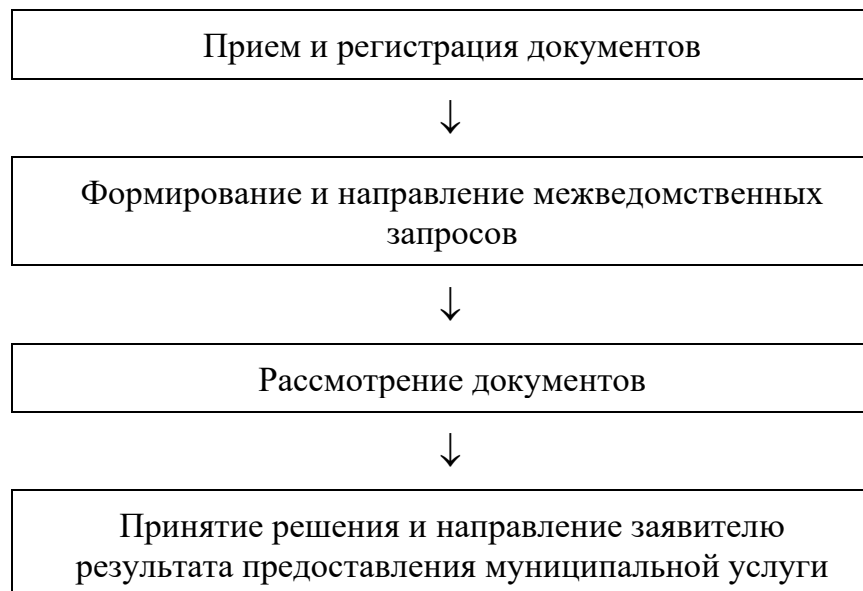 Прием и регистрация документов
↓
Формирование и направление межведомственных
запросов
↓
Рассмотрение документов
↓
Принятие решения и направление заявителю
результата предоставления муниципальной услуги